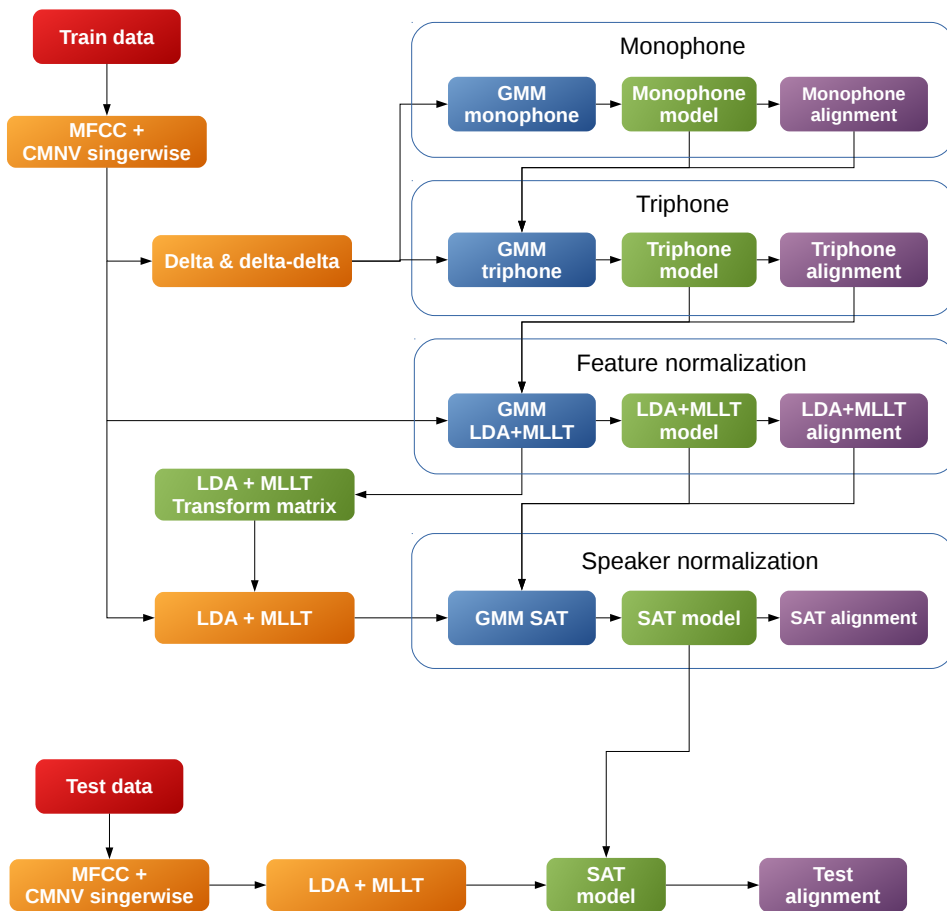 Train data
MFCC +
CMNV singerwise
Monophone
GMM
monophone
Monophone
model
Monophone
alignment
Delta & delta-delta
Triphone
GMM
triphone
Triphone
model
Triphone
alignment
Feature normalization
GMM
LDA+MLLT
LDA+MLLT
model
LDA+MLLT
alignment
LDA + MLLT
Transform matrix
LDA + MLLT
Speaker normalization
GMM SAT
SAT model
SAT alignment
Test data
MFCC +
CMNV singerwise
LDA + MLLT
SAT
model
Test
alignment